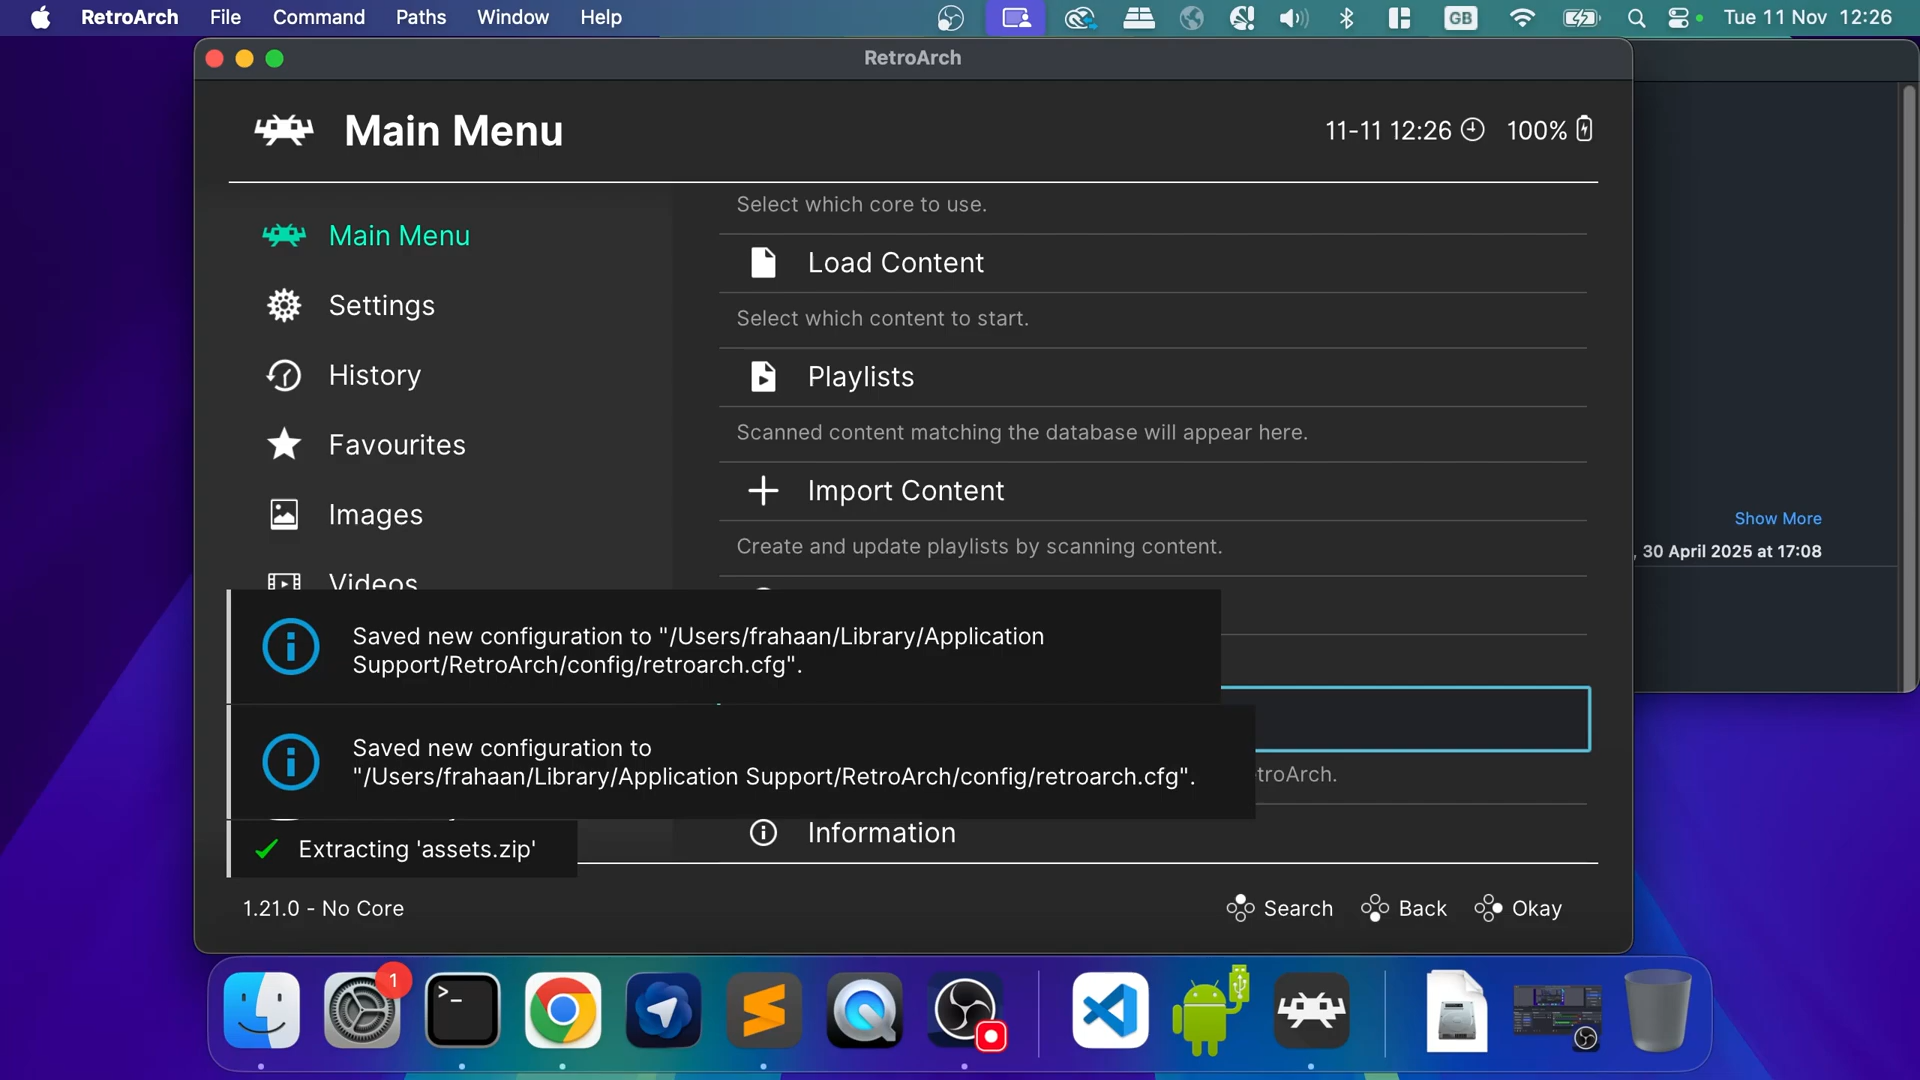 RetroArch File Command Paths Window Help GB Tue 11 Nov 12:26
RetroArch
Main Menu 11-11 12:26 100%
Main Menu
Settings
History
Favourites
Images
Videos
Select which core to use.
Load Content
Select which content to start.
Playlists
Scanned content matching the database will appear here.
Import Content
Create and update playlists by scanning content.
Show More
, 30 April 2025 at 17:08
Saved new configuration to "/Users/frahaan/Library/Application
Support/RetroArch/config/retroarch.cfg".
Saved new configuration to
"/Users/frahaan/Library/Application Support/RetroArch/config/retroarch.cfg".
troArch.
Information
Extracting 'assets.zip'
1.21.0 - No Core
Search Back Okay
1
>_